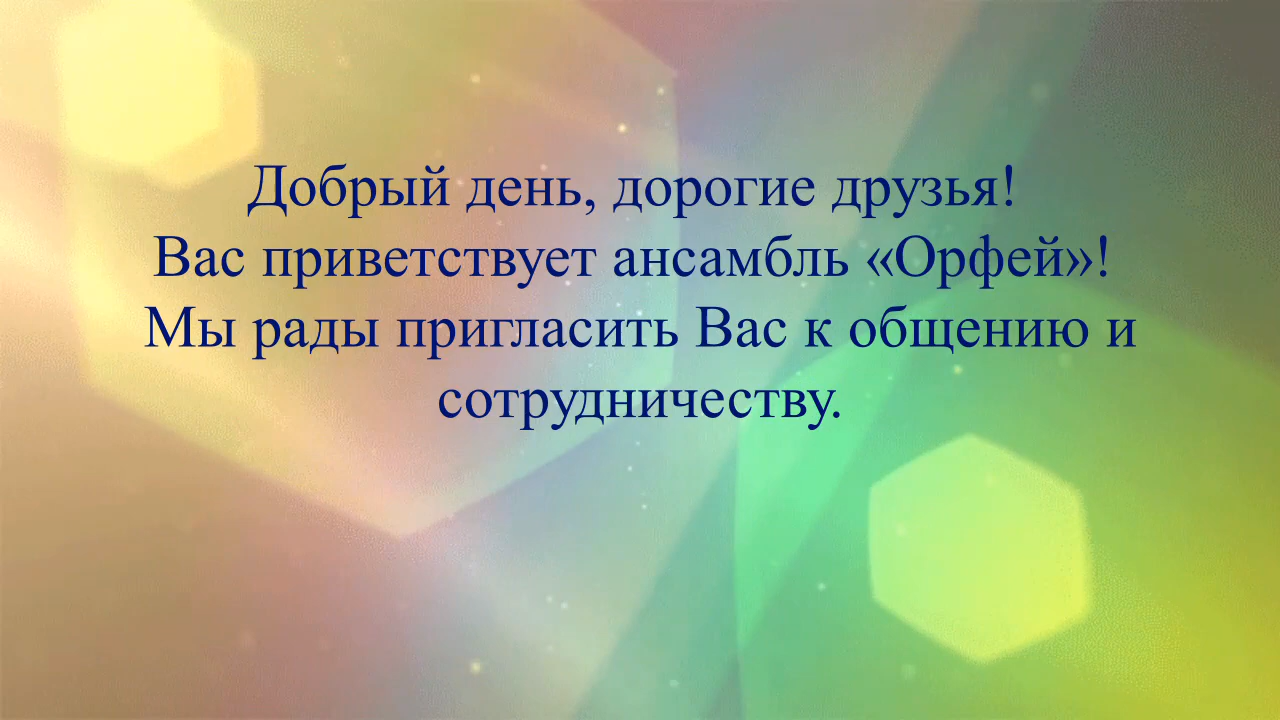 Добрый день, дорогие друзья!
Вас приветствует ансамбль «Орфей»!
Мы рады пригласить Вас к общению и
сотрудничеству.